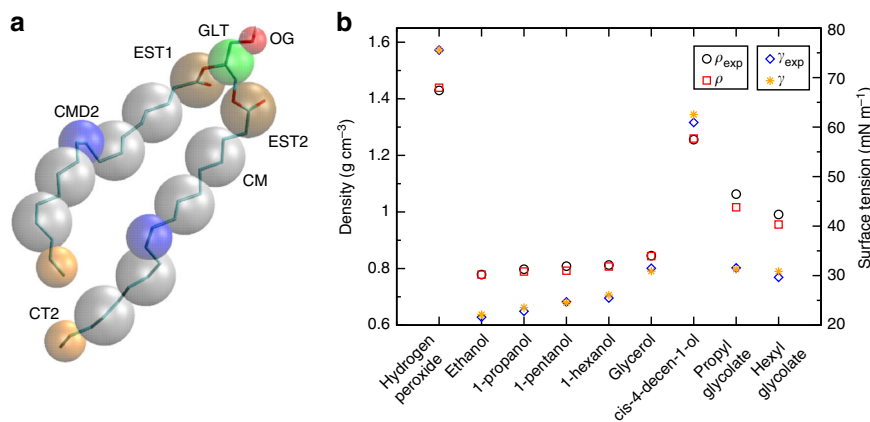 a
GLT
OG
EST1
CMD2
EST2
CM
CT2
b
1.6
1.4
1.2
1
0.8
0.6
Density (g cm⁻³)
80
70
60
50
40
30
20
Surface tension (mN m⁻¹)
ρexp
ρ
γexp
γ
Hydrogen
peroxide
Ethanol
1-propanol
1-pentanol
1-hexanol
Glycerol
cis-4-decen-1-ol
Propyl
glycolate
Hexyl
glycolate